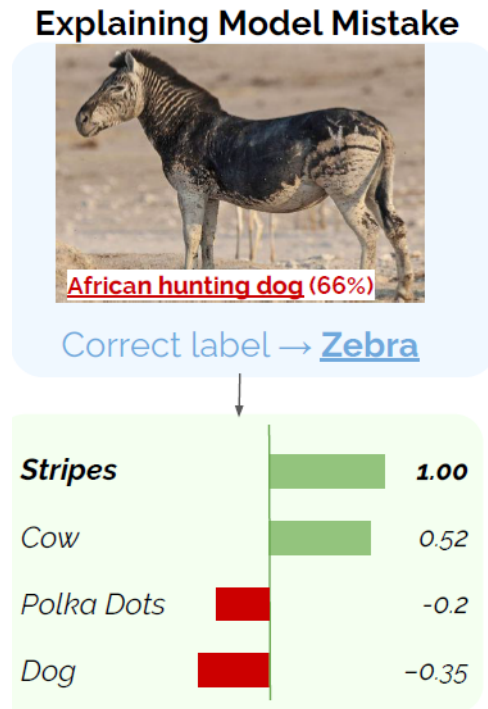 Explaining Model Mistake
African hunting dog (66%)
Correct label → Zebra
Stripes 1.00
Cow 0.52
Polka Dots -0.2
Dog -0.35